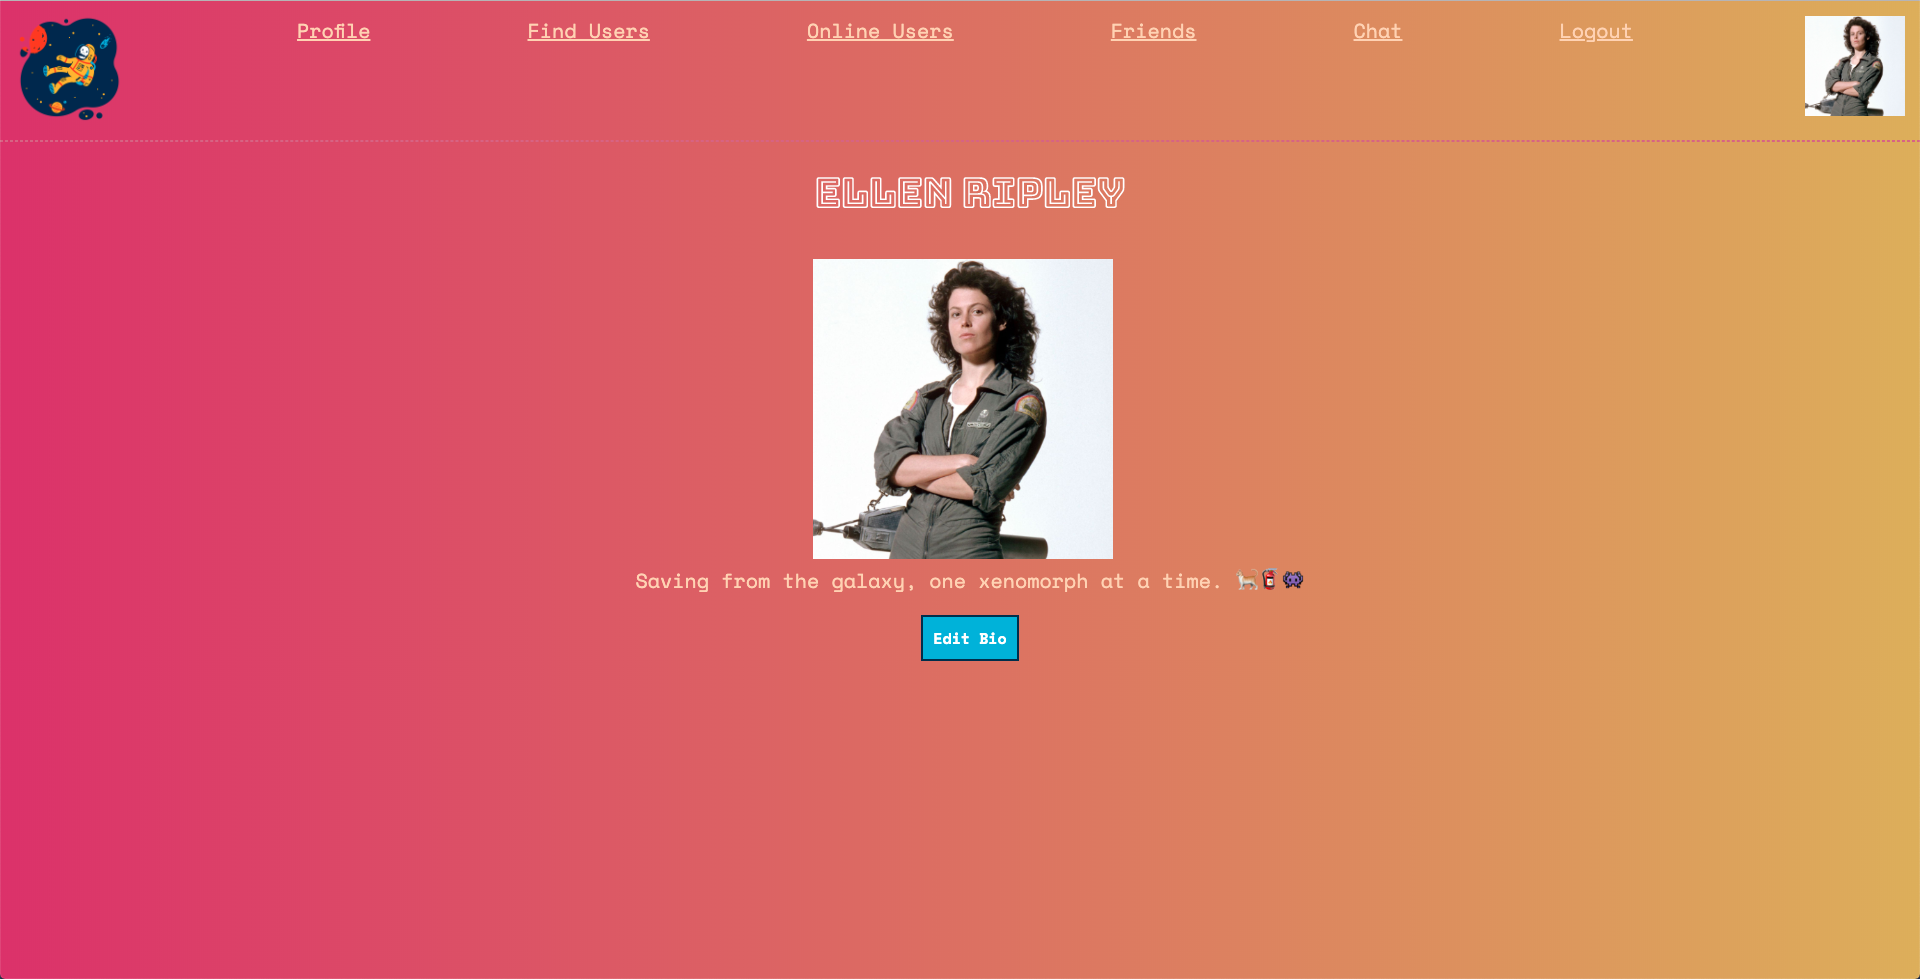 Profile Find Users Online Users Friends Chat Logout
ELLEN RIPLEY
Saving from the galaxy, one xenomorph at a time. 🐈🧯👾
Edit Bio